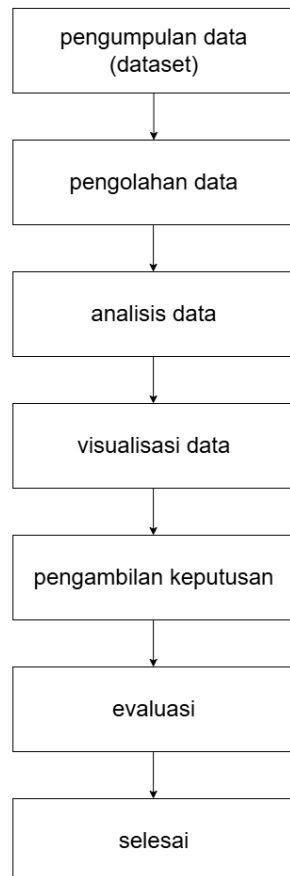 pengumpulan data
(dataset)
pengolahan data
analisis data
visualisasi data
pengambilan keputusan
evaluasi
selesai